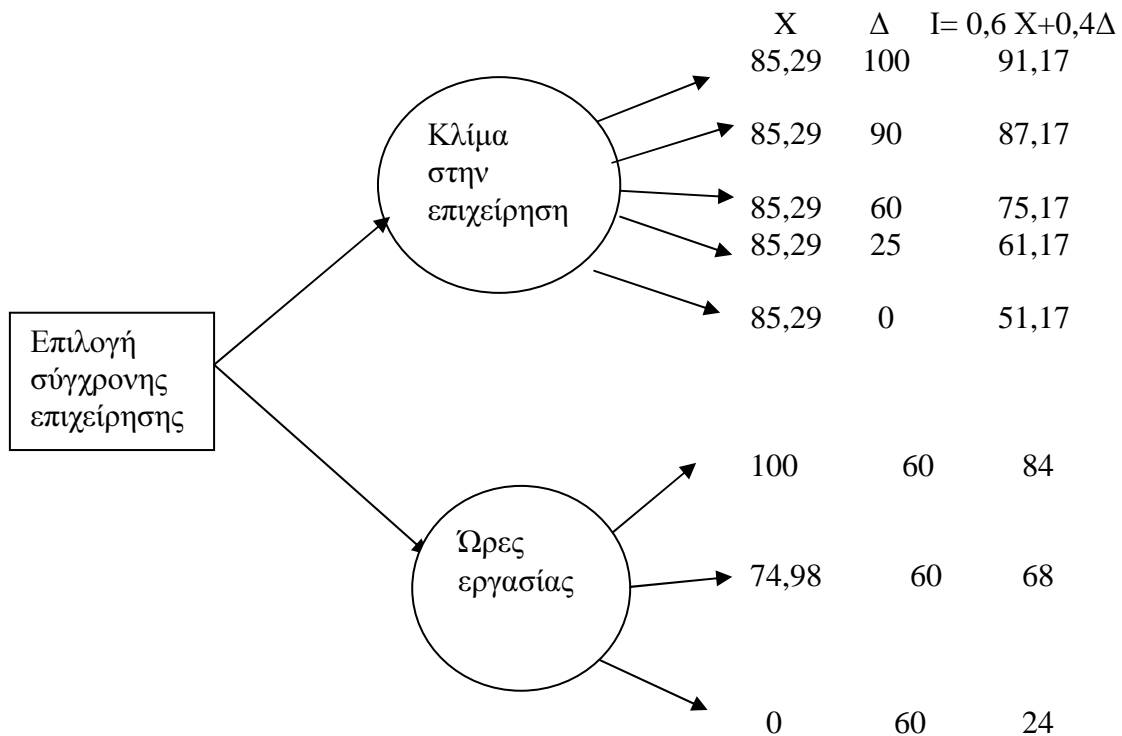 Χ Δ Ι= 0,6 Χ+0,4Δ
85,29 100 91,17
Κλίμα
στην
επιχείρηση
85,29 90 87,17
85,29 60 75,17
85,29 25 61,17
85,29 0 51,17
Επιλογή
σύγχρονης
επιχείρησης
100 60 84
Ώρες
εργασίας
74,98 60 68
0 60 24